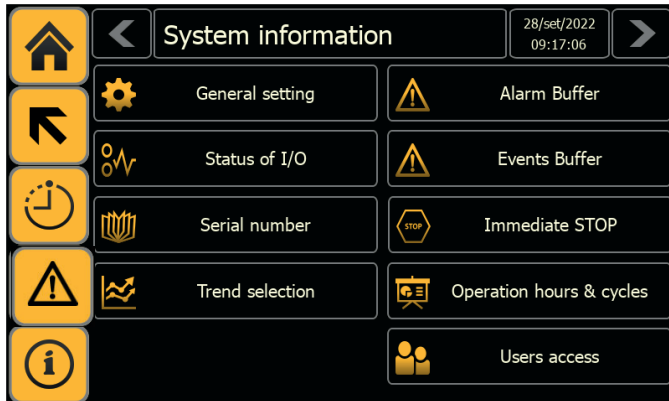 System information
28/set/2022
09:17:06
General setting
Alarm Buffer
Status of I/O
Events Buffer
Serial number
STOP
Immediate STOP
Trend selection
Operation hours & cycles
Users access